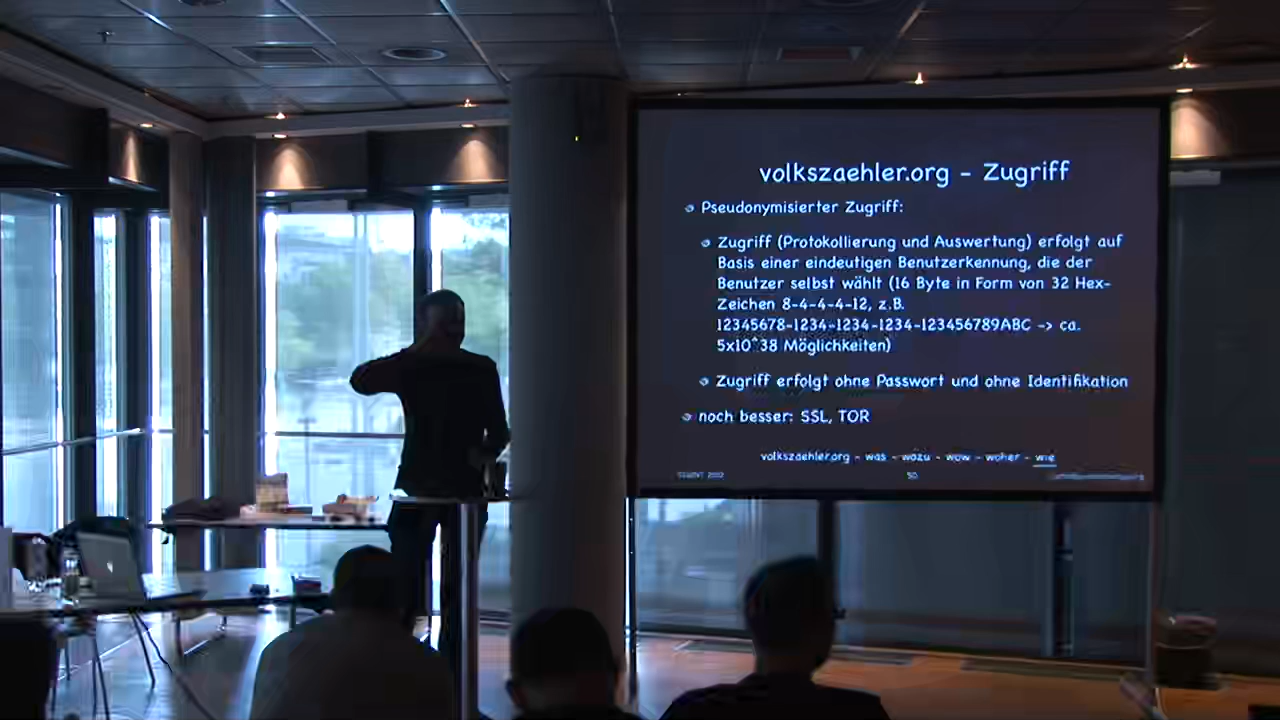 volkszaehler.org - Zugriff
Pseudonymisierter Zugriff:
Zugriff (Protokollierung und Auswertung) erfolgt auf
Basis einer eindeutigen Benutzerkennung, die der
Benutzer selbst wählt (16 Byte in Form von 32 Hex-
Zeichen 8-4-4-4-12, z.B.
12345678-1234-1234-1234-123456789ABC -> ca.
5x10^38 Möglichkeiten)
Zugriff erfolgt ohne Passwort und ohne Identifikation
noch besser: SSL, TOR
volkszaehler.org - was - wozu - wow - woher - wie
50